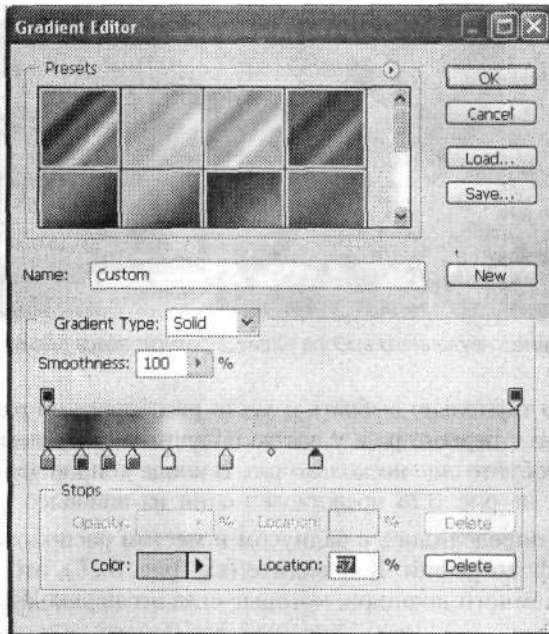 Gradient Editor
Presets
OK
Cancel
Load...
Save...
Name: Custom
New
Gradient Type: Solid
Smoothness: 100 %
Stops
Opacity: % Location: % Delete
Color: Location: 57 % Delete